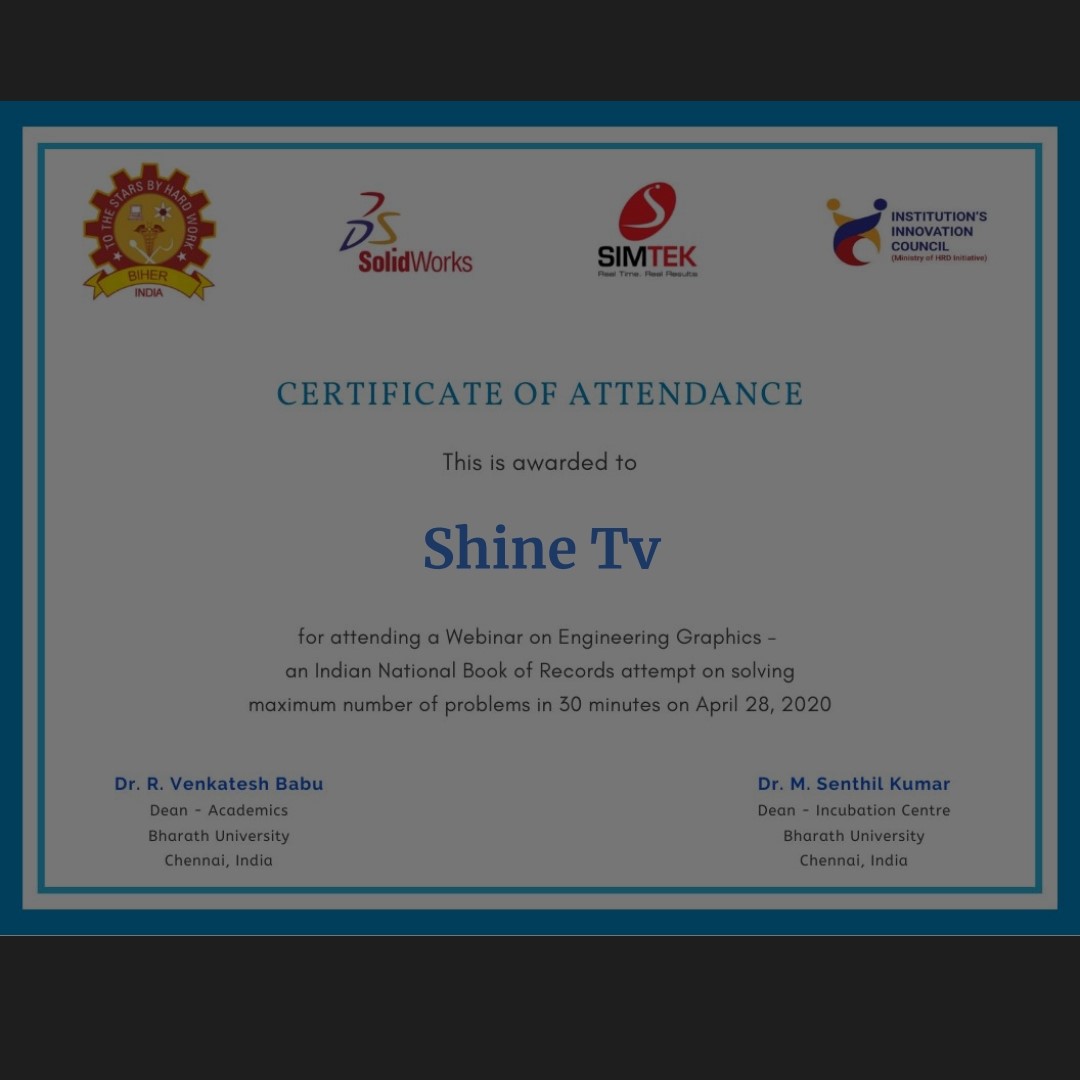 TO THE STARS BY HARD WORK
BIHER
INDIA
SolidWorks
SIMTEK
Real Time. Real Results
INSTITUTION'S
INNOVATION
COUNCIL
(Ministry of HRD Initiative)
CERTIFICATE OF ATTENDANCE
This is awarded to
Shine Tv
for attending a Webinar on Engineering Graphics -
an Indian National Book of Records attempt on solving
maximum number of problems in 30 minutes on April 28, 2020
Dr. R. Venkatesh Babu
Dean - Academics
Bharath University
Chennai, India
Dr. M. Senthil Kumar
Dean - Incubation Centre
Bharath University
Chennai, India